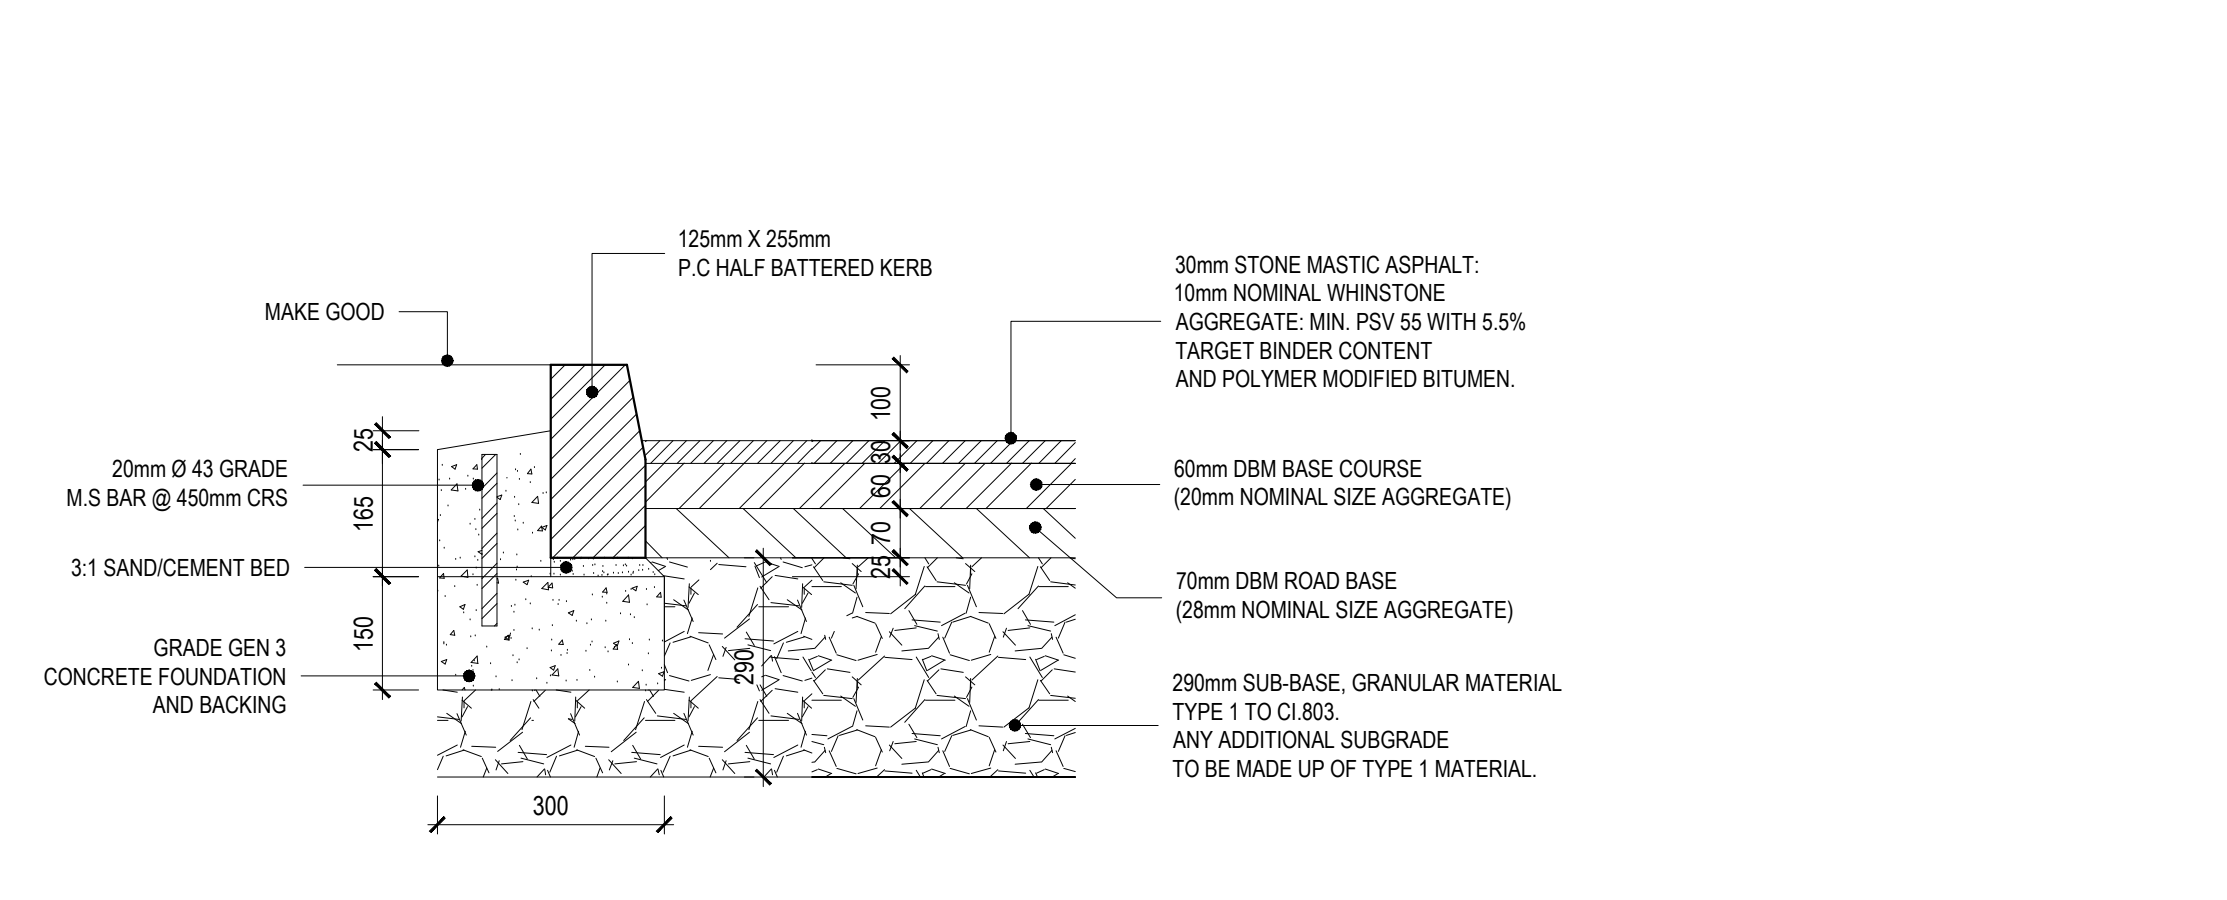 125mm X 255mm
P.C HALF BATTERED KERB
MAKE GOOD
20mm Ø 43 GRADE
M.S BAR @ 450mm CRS
3:1 SAND/CEMENT BED
GRADE GEN 3
CONCRETE FOUNDATION
AND BACKING
25
165
150
300
290
100
30
60
70
25
30mm STONE MASTIC ASPHALT:
10mm NOMINAL WHINSTONE
AGGREGATE: MIN. PSV 55 WITH 5.5%
TARGET BINDER CONTENT
AND POLYMER MODIFIED BITUMEN.
60mm DBM BASE COURSE
(20mm NOMINAL SIZE AGGREGATE)
70mm DBM ROAD BASE
(28mm NOMINAL SIZE AGGREGATE)
290mm SUB-BASE, GRANULAR MATERIAL
TYPE 1 TO Cl.803.
ANY ADDITIONAL SUBGRADE
TO BE MADE UP OF TYPE 1 MATERIAL.